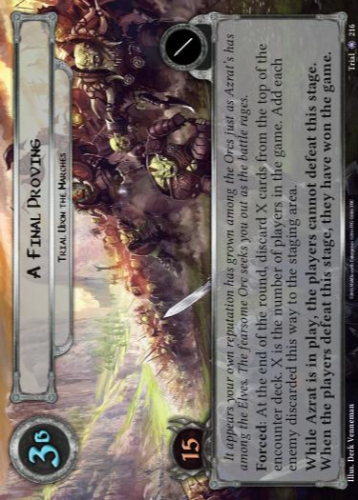 3B
A Final Proving
Trial Upon the Marches
15
It appears your own reputation has grown among the Orcs just as Azrat's has
among the Elves. The fearsome Orc seeks you out as the battle rages.
Forced: At the end of the round, discard X cards from the top of the
encounter deck. X is the number of players in the game. Add each
enemy discarded this way to the staging area.
While Azrat is in play, the players cannot defeat this stage.
When the players defeat this stage, they have won the game.
Illus. Derk Venneman
Trial
216